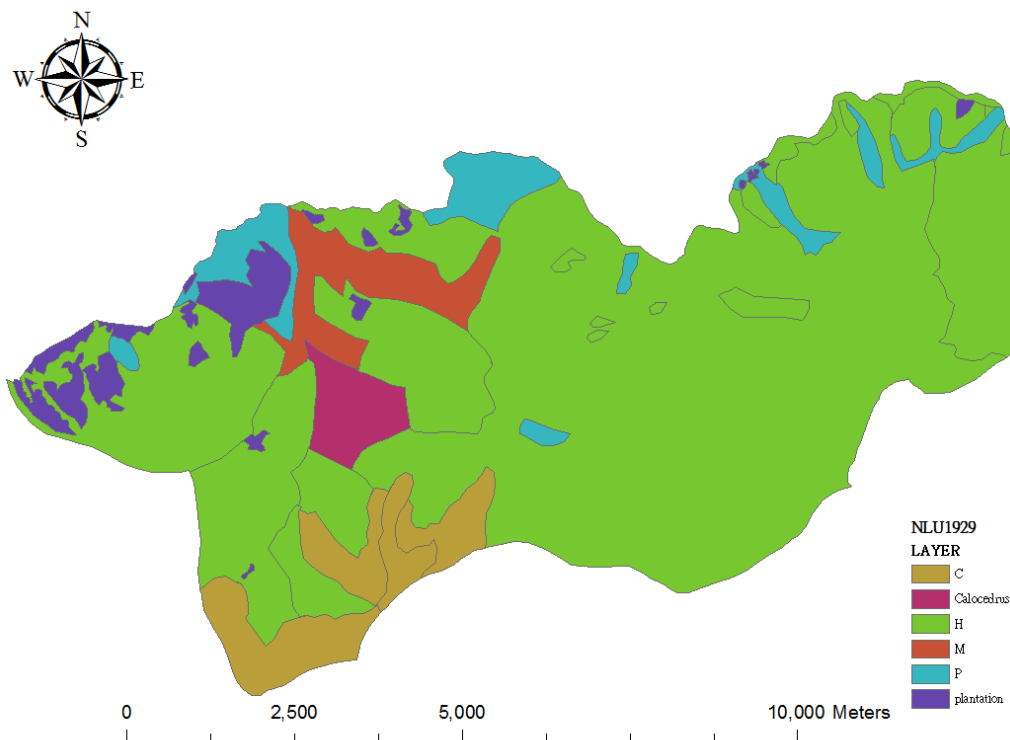 N
W E
S
NLU1929
LAYER
C
Calocedrus
H
M
P
plantation
0 2,500 5,000 10,000 Meters